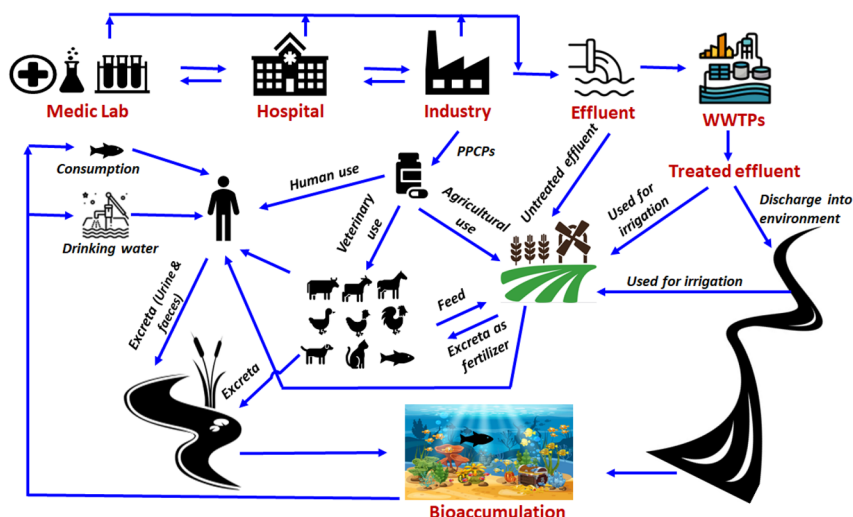 Medic Lab
Hospital
Industry
Effluent
WWTPs
Consumption
Drinking water
Human use
PPCPs
Veterinary
use
Agricultural
use
Untreated effluent
Treated effluent
Used for
irrigation
Discharge into
environment
Used for irrigation
Feed
Excreta as
fertilizer
Excreta (Urine &
faeces)
Excreta
Bioaccumulation